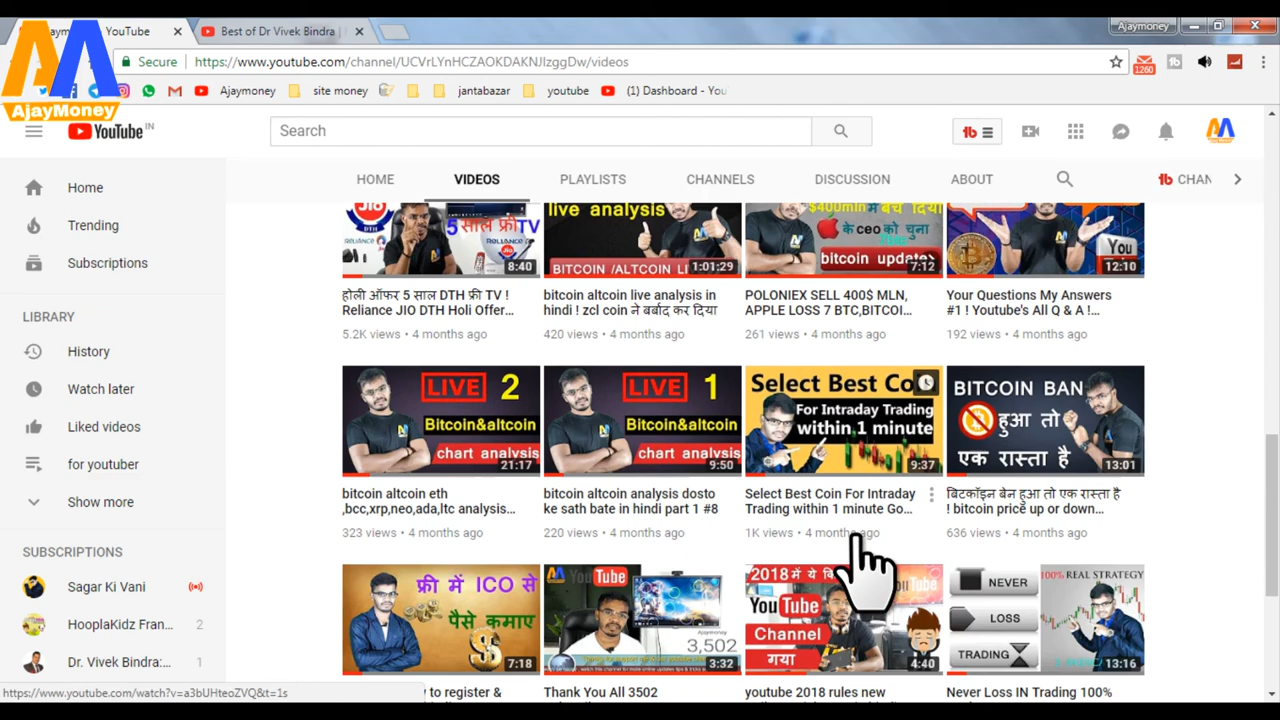 YouTube
Best of Dr Vivek Bindra |
Ajaymoney
Secure
https://www.youtube.com/channel/UCVrLYnHCZAOKDAKNJIzggDw/videos
1260
AjayMoney
Ajaymoney
site money
jantabazar
youtube
(1) Dashboard - You
YouTube IN
Search
HOME
VIDEOS
PLAYLISTS
CHANNELS
DISCUSSION
ABOUT
CHAN
Home
Trending
Subscriptions
LIBRARY
History
Watch later
Liked videos
for youtuber
Show more
SUBSCRIPTIONS
Sagar Ki Vani
HooplaKidz Fran...
2
Dr. Vivek Bindra:...
1
Jio
DTH
RELIANCE
5 साल फ्री TV
8:40
live analysis
BITCOIN /ALTCOIN LI
1:01:29
$400mln में बेच दिया
के ceo को चुना
bitcoin update
7:12
You
12:10
होली ऑफर 5 साल DTH फ्री TV !
Reliance JIO DTH Holi Offer...
5.2K views • 4 months ago
bitcoin altcoin live analysis in
hindi ! zcl coin ने बर्बाद कर दिया
420 views • 4 months ago
POLONIEX SELL 400$ MLN,
APPLE LOSS 7 BTC,BITCOI...
261 views • 4 months ago
Your Questions My Answers
#1 ! Youtube's All Q & A !...
192 views • 4 months ago
LIVE 2
Bitcoin&altcoin
chart analysis
21:17
LIVE 1
Bitcoin&altcoin
chart analysis
9:50
Select Best Co
For Intraday Trading
within 1 minute
9:37
BITCOIN BAN
हुआ तो
एक रास्ता है
13:01
bitcoin altcoin eth
,bcc,xrp,neo,ada,ltc analysis...
323 views • 4 months ago
bitcoin altcoin analysis dosto
ke sath bate in hindi part 1 #8
220 views • 4 months ago
Select Best Coin For Intraday
Trading within 1 minute Go...
1K views • 4 months ago
बिटकॉइन बेन हुआ तो एक रास्ता है
! bitcoin price up or down...
636 views • 4 months ago
फ्री में ICO से
पैसे कमाए
7:18
You Tube
Ajaymoney
3,502
3:32
2018 में ये
YouTube
Channel
गया
4:40
100% REAL STRATEGY
NEVER
LOSS
TRADING
13:16
to register &
Thank You All 3502
youtube 2018 rules new
Never Loss IN Trading 100%
https://www.youtube.com/watch?v=a3bUHteoZVQ&t=1s